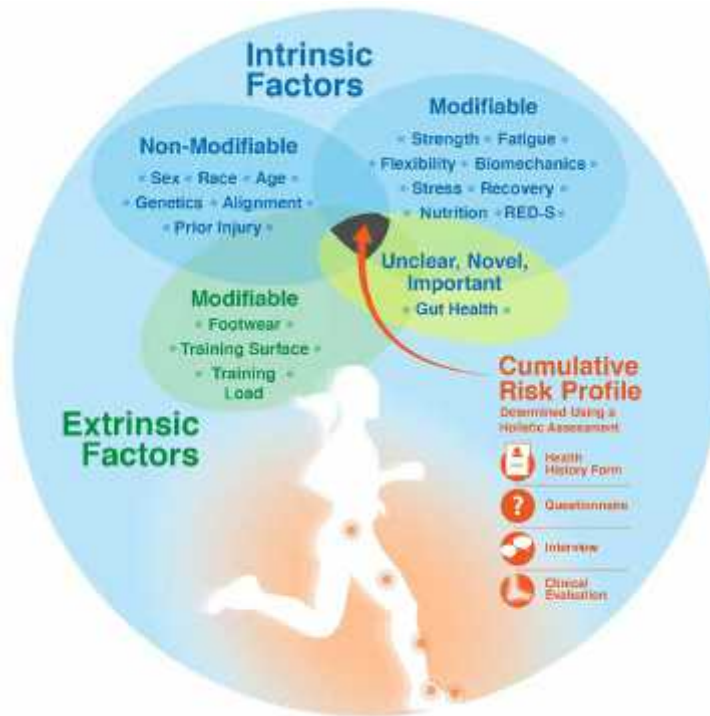 Intrinsic
Factors
Non-Modifiable
• Sex • Race • Age •
• Genetics • Alignment •
• Prior Injury •
Modifiable
• Strength • Fatigue •
• Flexibility • Biomechanics •
• Stress • Recovery •
• Nutrition • RED-S •
Unclear, Novel,
Important
• Gut Health •
Modifiable
• Footwear •
• Training Surface •
• Training •
Load
Extrinsic
Factors
Cumulative
Risk Profile
Determined Using a
Holistic Assessment
Health
History Form
?
Questionnaire
Interview
Clinical
Evaluation